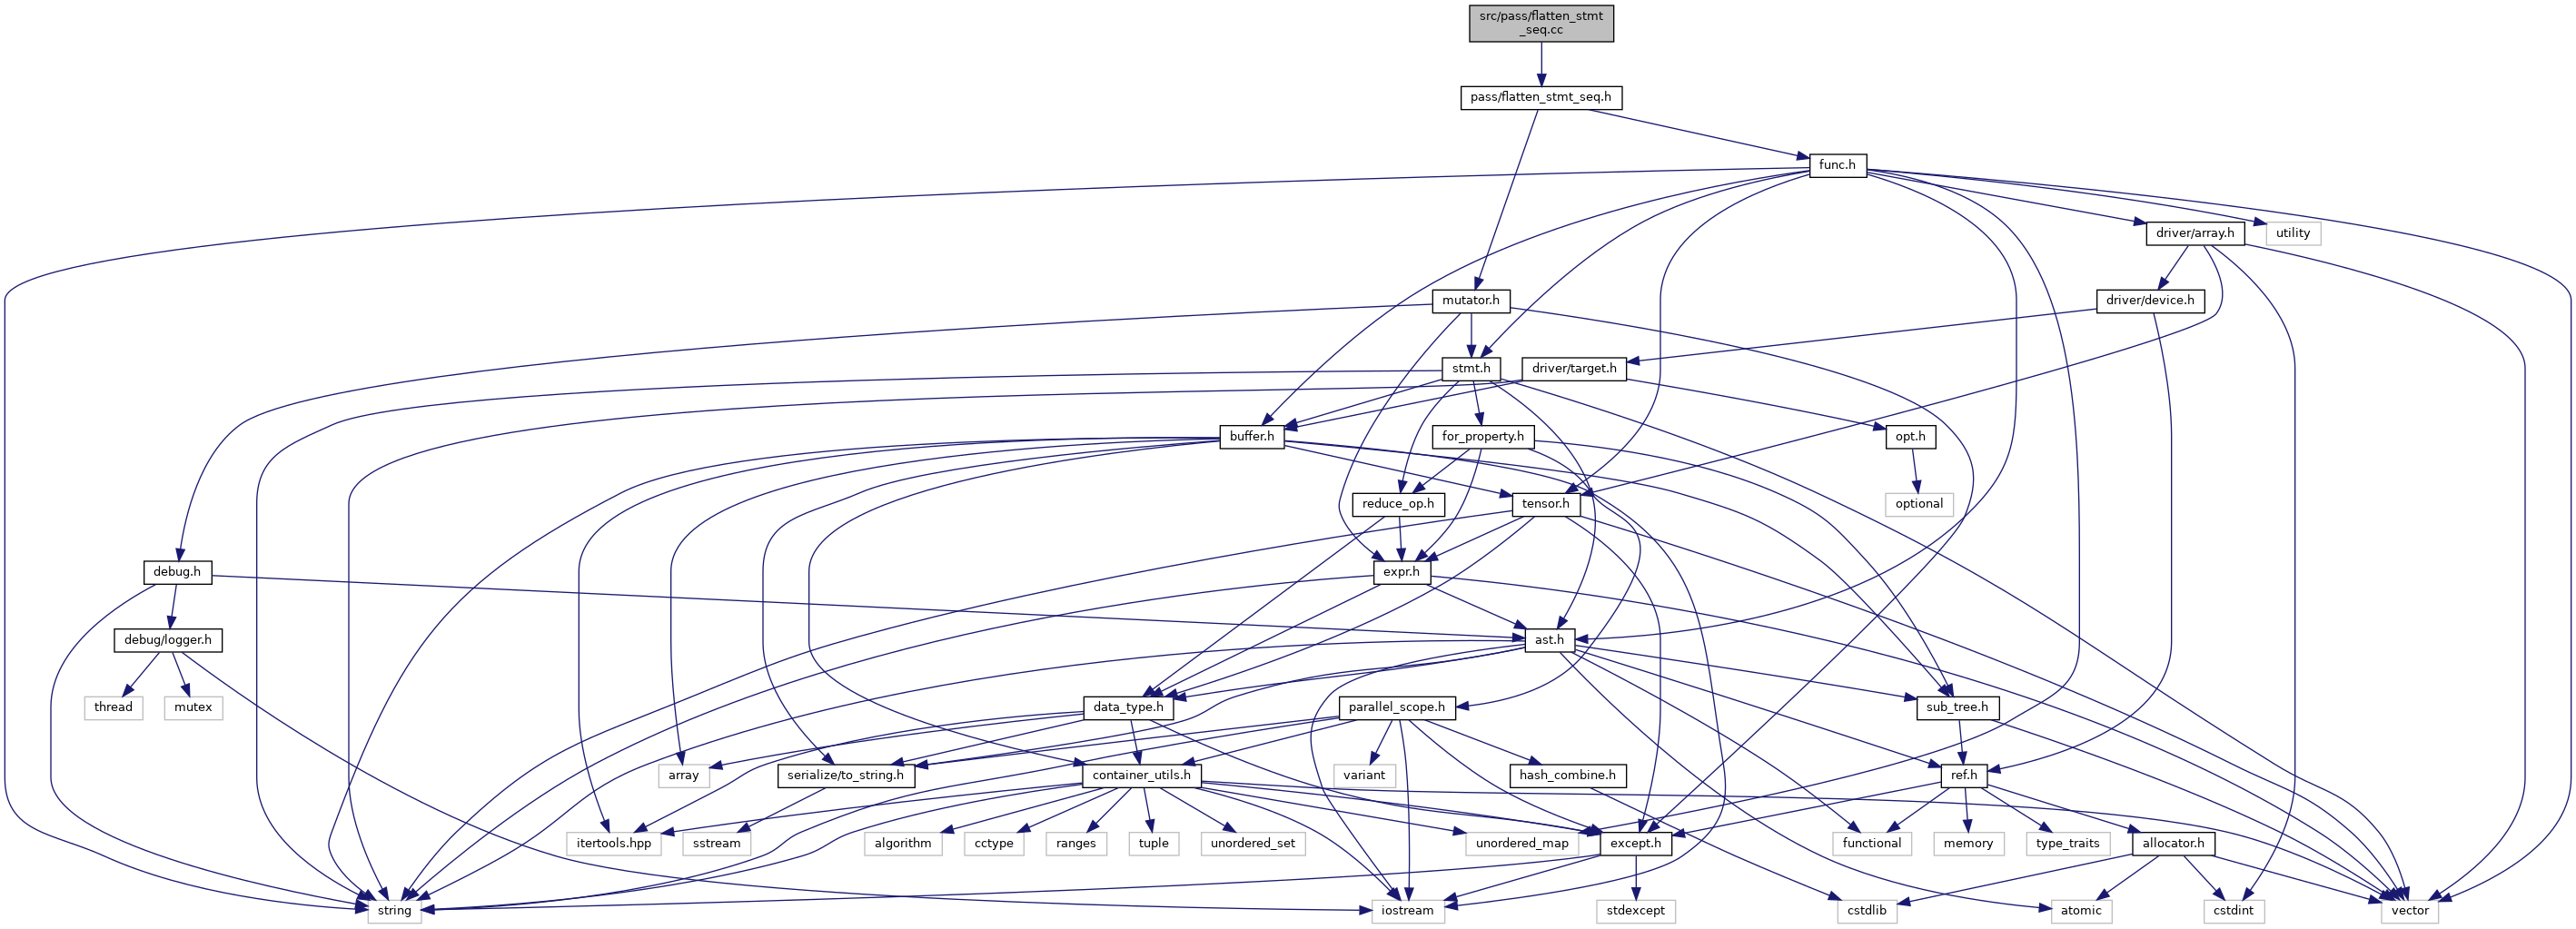 src/pass/flatten_stmt
_seq.cc
pass/flatten_stmt_seq.h
func.h
driver/array.h
utility
mutator.h
driver/device.h
stmt.h
driver/target.h
buffer.h
for_property.h
opt.h
reduce_op.h
tensor.h
optional
debug.h
expr.h
debug/logger.h
ast.h
thread
mutex
data_type.h
parallel_scope.h
sub_tree.h
array
serialize/to_string.h
container_utils.h
variant
hash_combine.h
ref.h
itertools.hpp
sstream
algorithm
cctype
ranges
tuple
unordered_set
unordered_map
except.h
functional
memory
type_traits
allocator.h
string
iostream
stdexcept
cstdlib
atomic
cstdint
vector